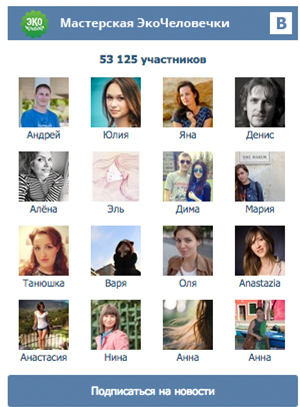 ЭКО
Мастерская ЭкоЧеловечки
B
53 125 участников
Андрей Юлия Яна Денис
Алёна Эль Дима Мария
Танюшка Варя Оля Anastazia
Анастасия Нина Анна Анна
Подписаться на новости